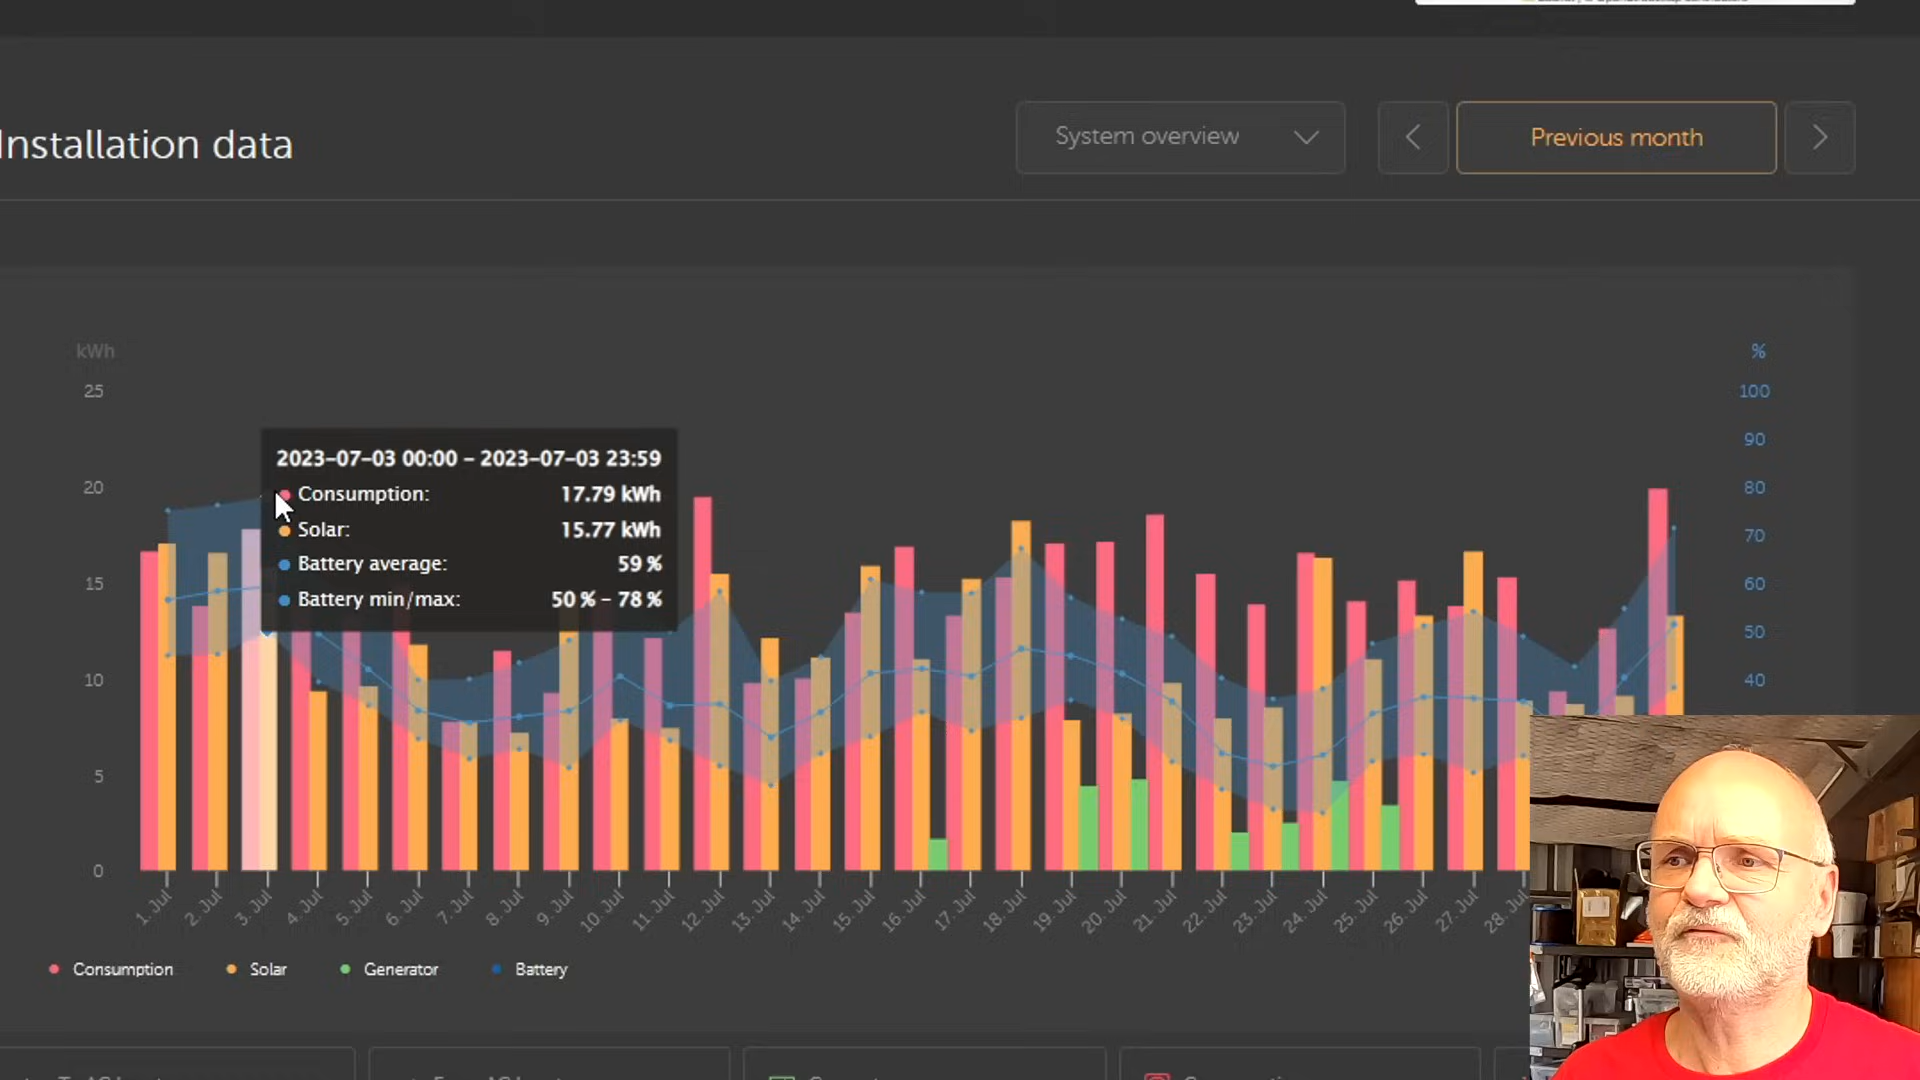 Installation data
System overview
Previous month
kWh
%
25
20
15
10
5
0
100
90
80
70
60
50
40
2023-07-03 00:00 - 2023-07-03 23:59
Consumption: 17.79 kWh
Solar: 15.77 kWh
Battery average: 59 %
Battery min/max: 50 % - 78 %
1. Jul
2. Jul
3. Jul
4. Jul
5. Jul
6. Jul
7. Jul
8. Jul
9. Jul
10. Jul
11. Jul
12. Jul
13. Jul
14. Jul
15. Jul
16. Jul
17. Jul
18. Jul
19. Jul
20. Jul
21. Jul
22. Jul
23. Jul
24. Jul
25. Jul
26. Jul
27. Jul
28. Jul
Consumption
Solar
Generator
Battery